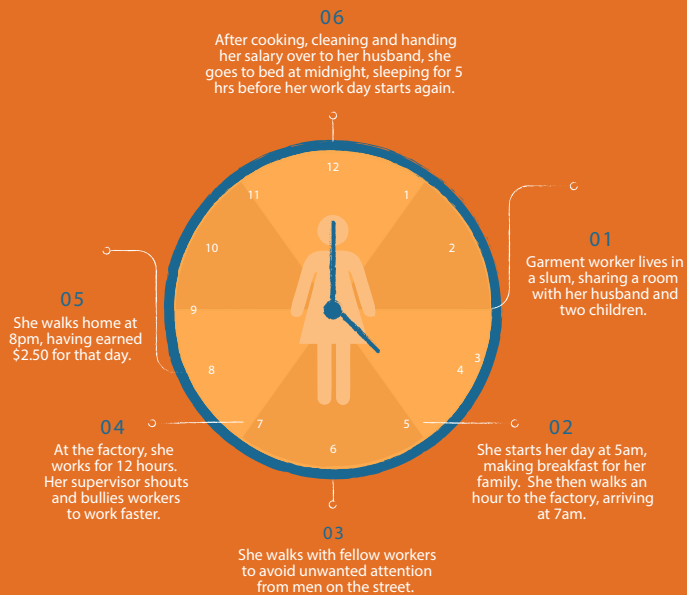 06
After cooking, cleaning and handing
her salary over to her husband, she
goes to bed at midnight, sleeping for 5
hrs before her work day starts again.
12
11
1
10
2
9
3
8
4
7
5
6
01
Garment worker lives in
a slum, sharing a room
with her husband and
two children.
02
She starts her day at 5am,
making breakfast for her
family. She then walks an
hour to the factory, arriving
at 7am.
03
She walks with fellow workers
to avoid unwanted attention
from men on the street.
04
At the factory, she
works for 12 hours.
Her supervisor shouts
and bullies workers
to work faster.
05
She walks home at
8pm, having earned
$2.50 for that day.